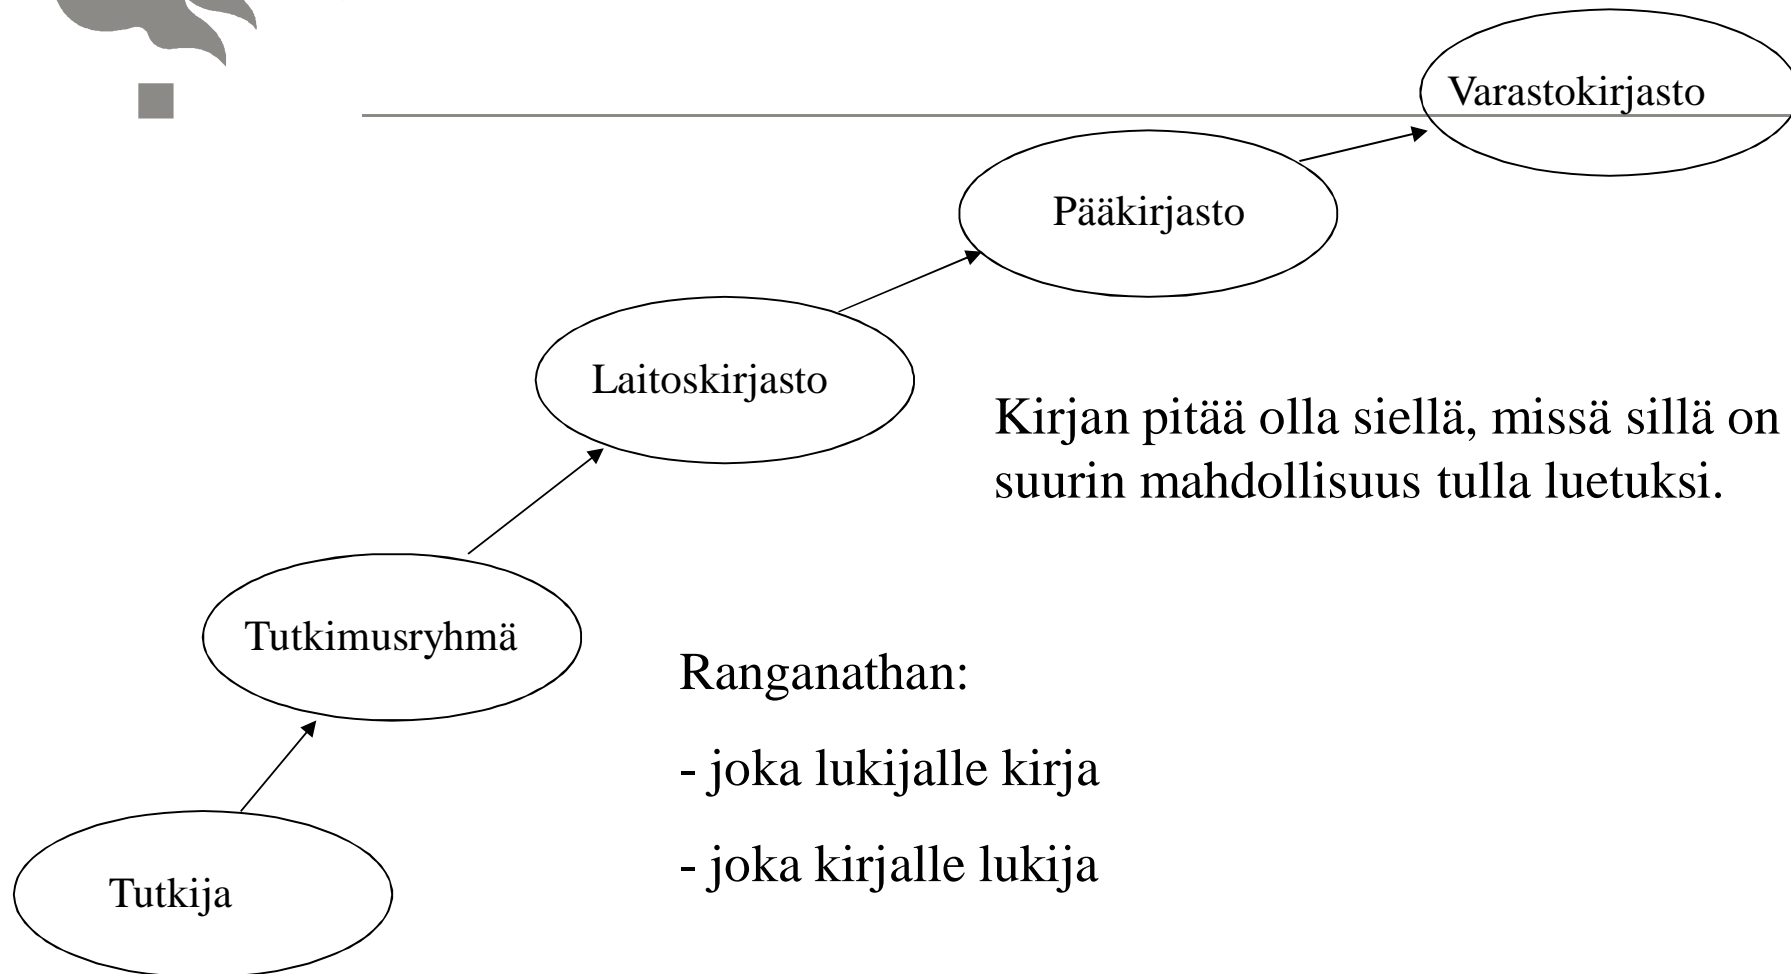 Varastokirjasto
Pääkirjasto
Laitoskirjasto
Kirjan pitää olla siellä, missä sillä on
suurin mahdollisuus tulla luetuksi.
Tutkimusryhmä
Ranganathan:
- joka lukijalle kirja
- joka kirjalle lukija
Tutkija